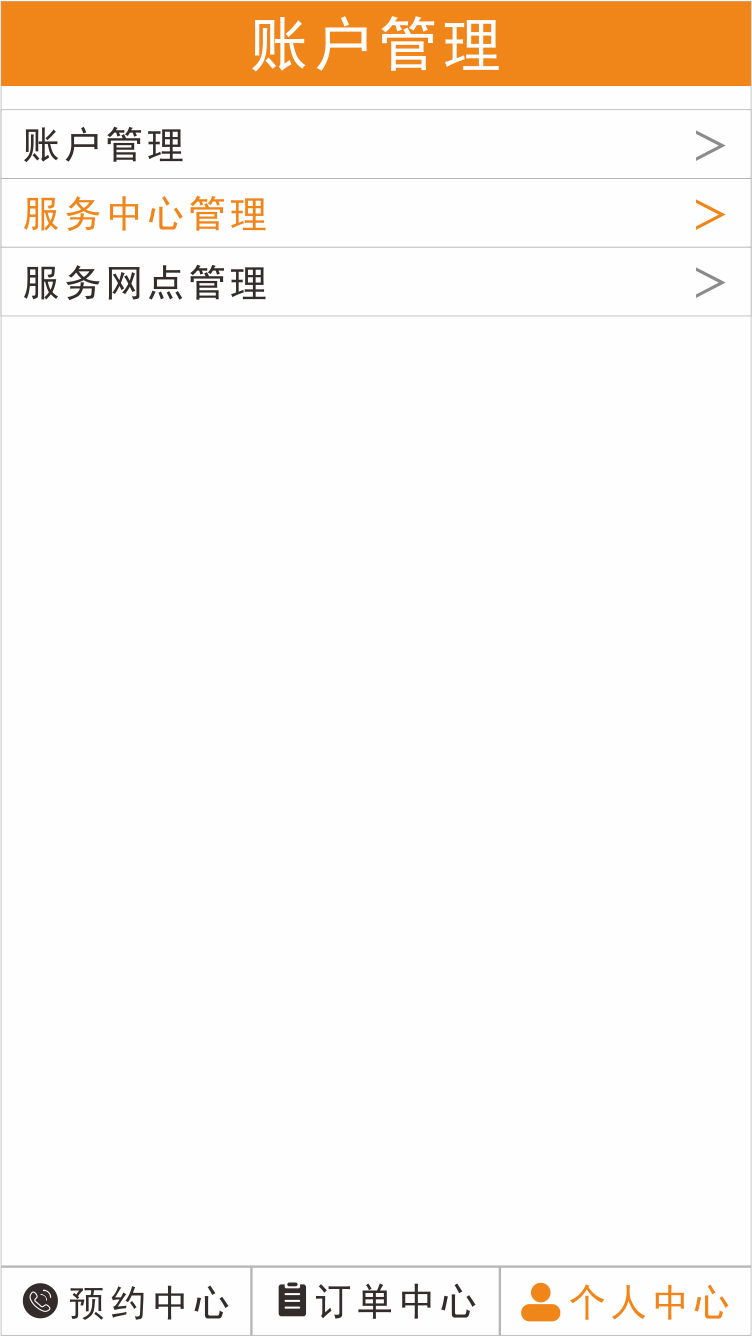 账户管理
账户管理
服务中心管理
服务网点管理
预约中心 订单中心 个人中心